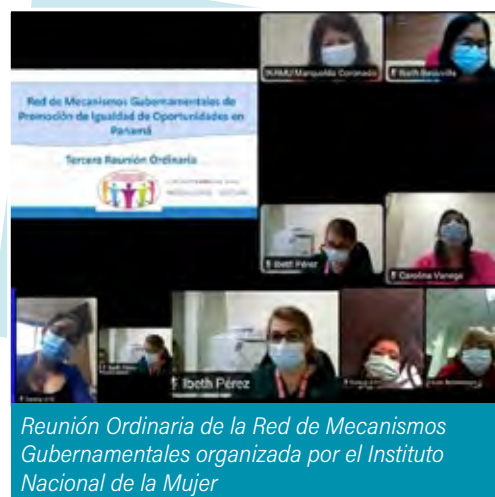 INAMU Marquelda Coronado
Ibeth
Red de Mecanismos Gubernamentales de
Promoción de Igualdad de Oportunidades en
Panamá
Tercera Reunión Ordinaria
Ibeth Pérez
Carolina Vanega
Ibeth Pérez
Reunión Ordinaria de la Red de Mecanismos
Gubernamentales organizada por el Instituto
Nacional de la Mujer